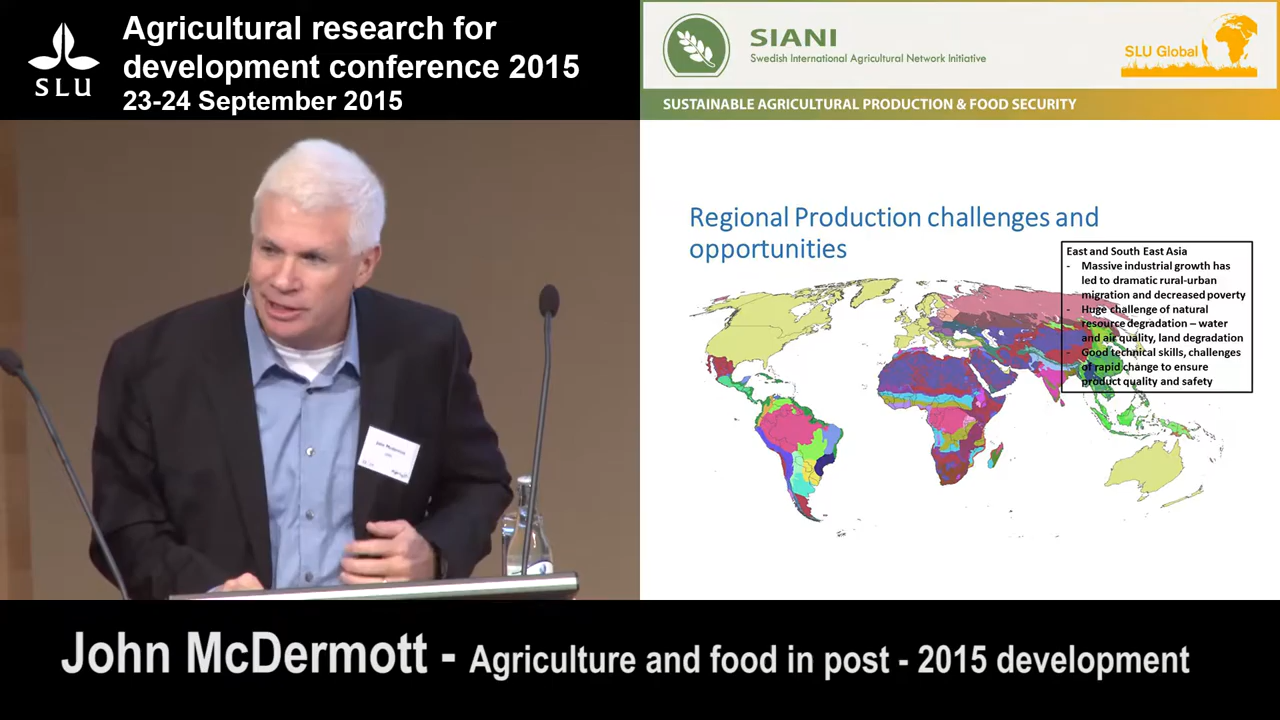 SLU
Agricultural research for
development conference 2015
23-24 September 2015
SIANI
Swedish International Agricultural Network Initiative
SLU Global
SUSTAINABLE AGRICULTURAL PRODUCTION & FOOD SECURITY
Regional Production challenges and
opportunities
East and South East Asia
- Massive industrial growth has
led to dramatic rural-urban
migration and decreased poverty
- Huge challenge of natural
resource degradation – water
and air quality, land degradation
- Good technical skills, challenges
of rapid change to ensure
product quality and safety
John McDermott
John McDermott - Agriculture and food in post - 2015 development